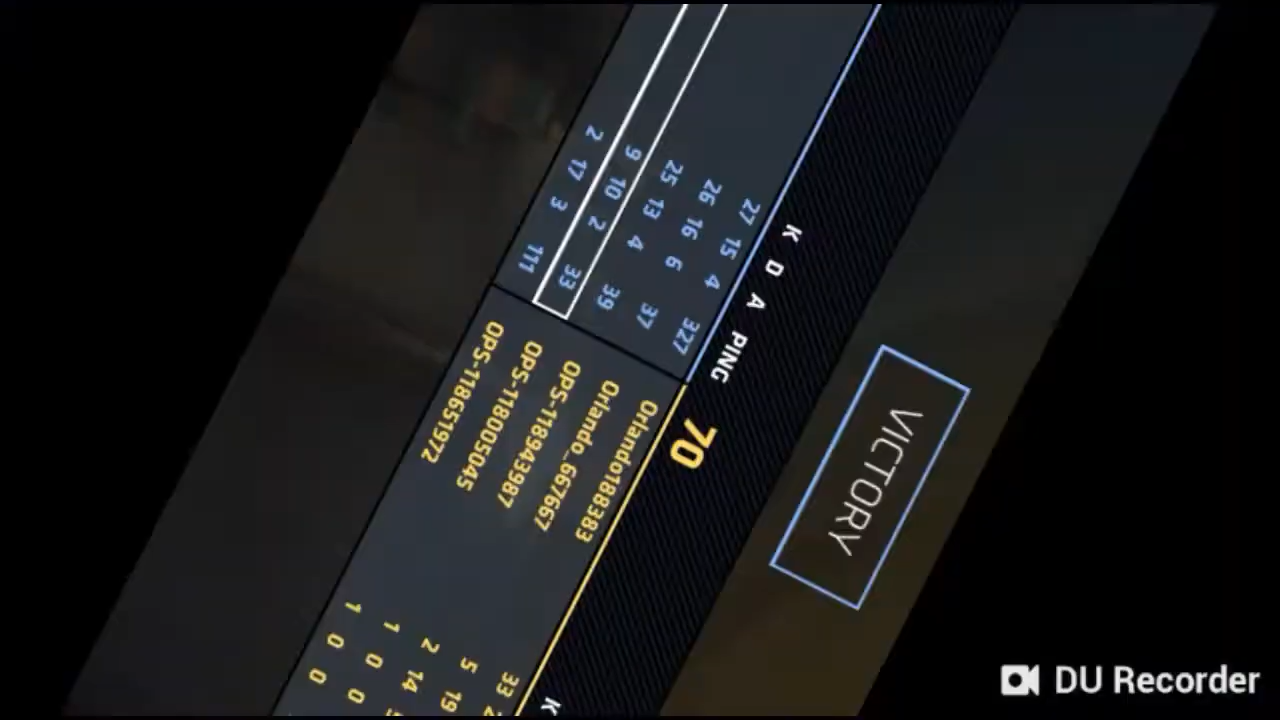 VICTORY
K D A PING
70
K
27 15 4 327
26 16 6 37
25 13 4 39
9 10 2 33
2 17 3 111
Orlando188383 33
Orlando_667667 5 19
OPS-118943987 2 14
OPS-118005045 1 0 0
OPS-118651972 1 0 0
DU Recorder